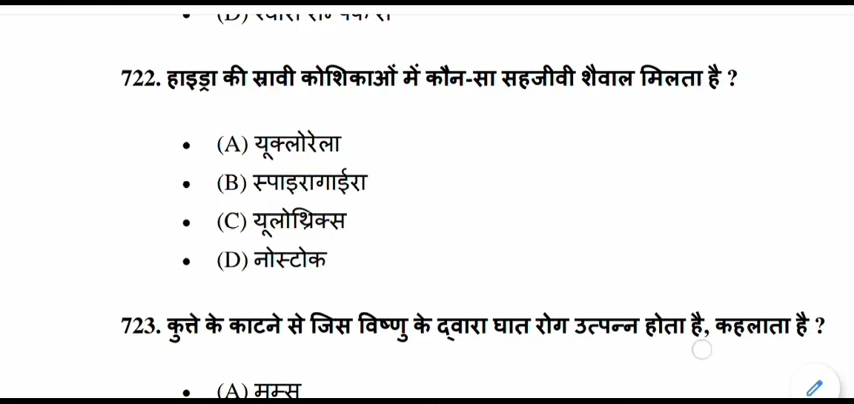 722. हाइड्रा की स्रावी कोशिकाओं में कौन-सा सहजीवी शैवाल मिलता है ?
• (A) यूक्लोरेला
• (B) स्पाइरागाईरा
• (C) यूलोथ्रिक्स
• (D) नोस्टोक
723. कुत्ते के काटने से जिस विष्णु के द्वारा घात रोग उत्पन्न होता है, कहलाता है ?
• (A) मम्स